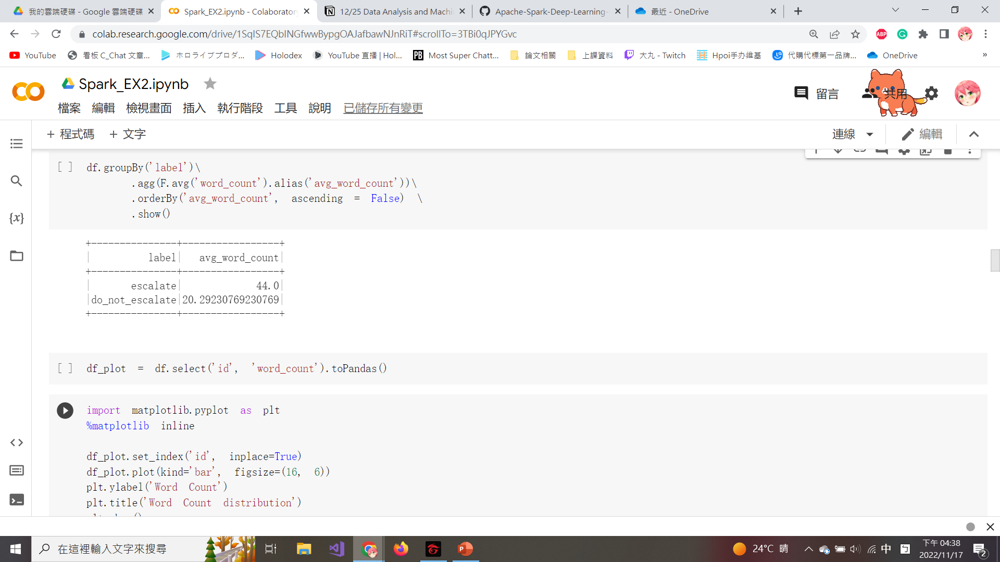 我的雲端硬碟 - Google 雲端硬碟
Spark_EX2.ipynb - Colaboratory
12/25 Data Analysis and Machi
Apache-Spark-Deep-Learning-
最近 - OneDrive
colab.research.google.com/drive/1SqIS7EQbINGfwwBypgOAJafbawNJnRiT#scrollTo=3TBi0qJPYGvc
YouTube
看板 C_Chat 文章...
ホロライブプロダ...
Holodex
YouTube 直播 | Hol...
PB Most Super Chatt...
論文相關
上課資料
大丸 - Twitch
Hpoi手办维基
代購代標第一品牌...
OneDrive
»
Spark_EX2.ipynb
留言
共用
檔案 編輯 檢視畫面 插入 執行階段 工具 說明 已儲存所有變更
+ 程式碼 + 文字
連線
編輯
[ ] df.groupBy('label')\
.agg(F.avg('word_count').alias('avg_word_count'))\
.orderBy('avg_word_count', ascending = False) \
.show()
+---------------+-----------------+
|          label|   avg_word_count|
+---------------+-----------------+
|       escalate|             44.0|
|do_not_escalate|20.29230769230769|
+---------------+-----------------+
[ ] df_plot = df.select('id', 'word_count').toPandas()
import matplotlib.pyplot as plt
%matplotlib inline
df_plot.set_index('id', inplace=True)
df_plot.plot(kind='bar', figsize=(16, 6))
plt.ylabel('Word Count')
plt.title('Word Count distribution')
在這裡輸入文字來搜尋
24°C 晴
中
下午 04:38
2022/11/17
2